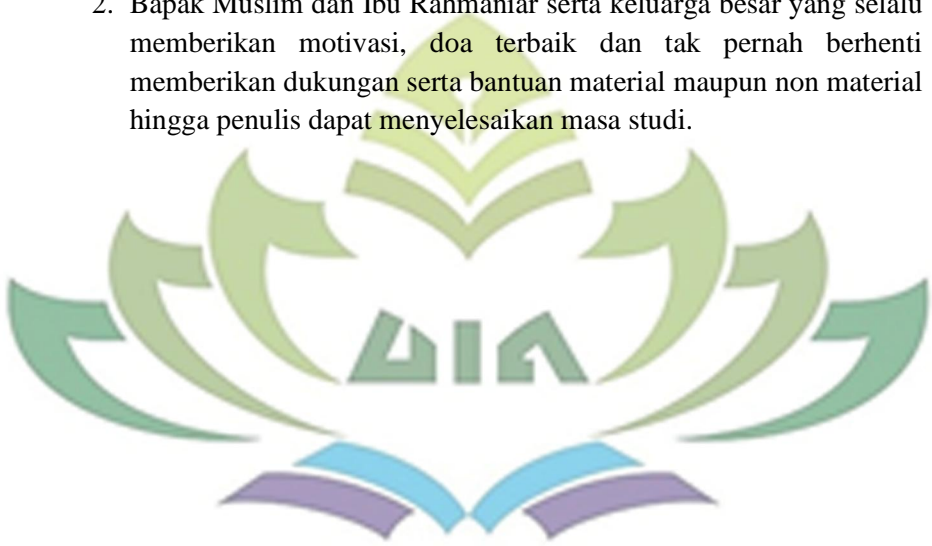 2. Bapak Muslim dan Ibu Rahmaniar serta keluarga besar yang selalu
memberikan motivasi, doa terbaik dan tak pernah berhenti
memberikan dukungan serta bantuan material maupun non material
hingga penulis dapat menyelesaikan masa studi.
UIN